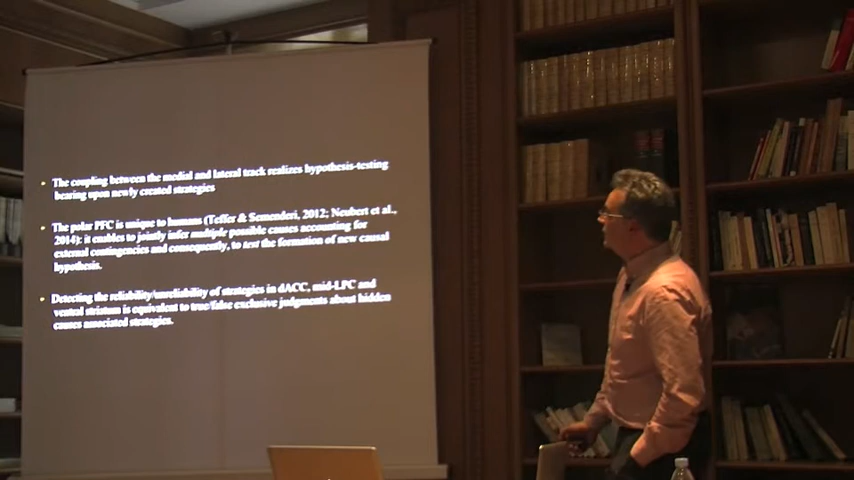 The coupling between the medial and lateral track realizes hypothesis-testing
bearing upon newly created strategies
The polar PFC is unique to humans (Teffer & Semenderi, 2012; Neubert et al.,
2014): it enables to jointly infer multiple possible causes accounting for
external contingencies and consequently, to test the formation of new causal
hypothesis.
Detecting the reliability/unreliability of strategies in dACC, mid-LPC and
ventral striatum is equivalent to true/false exclusive judgments about hidden
causes associated strategies.